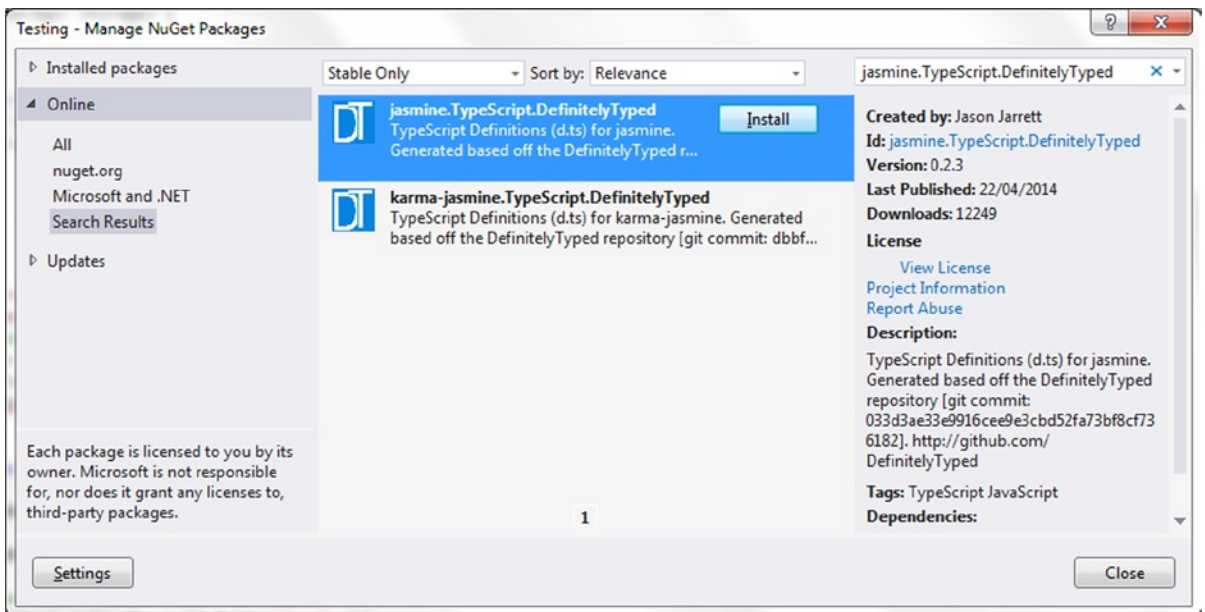 Testing - Manage NuGet Packages
Installed packages
Online
All
nuget.org
Microsoft and .NET
Search Results
Updates
Each package is licensed to you by its
owner. Microsoft is not responsible
for, nor does it grant any licenses to,
third-party packages.
Settings
Stable Only
Sort by: Relevance
DT
jasmine.TypeScript.DefinitelyTyped
TypeScript Definitions (d.ts) for jasmine.
Generated based off the DefinitelyTyped r...
Install
DT
karma-jasmine.TypeScript.DefinitelyTyped
TypeScript Definitions (d.ts) for karma-jasmine. Generated
based off the DefinitelyTyped repository [git commit: dbbf...
1
jasmine.TypeScript.DefinitelyTyped
Created by: Jason Jarrett
Id: jasmine.TypeScript.DefinitelyTyped
Version: 0.2.3
Last Published: 22/04/2014
Downloads: 12249
License
View License
Project Information
Report Abuse
Description:
TypeScript Definitions (d.ts) for jasmine.
Generated based off the DefinitelyTyped
repository [git commit:
033d3ae33e9916cee9e3cbd52fa73bf8cf73
6182]. http://github.com/
DefinitelyTyped
Tags: TypeScript JavaScript
Dependencies:
Close